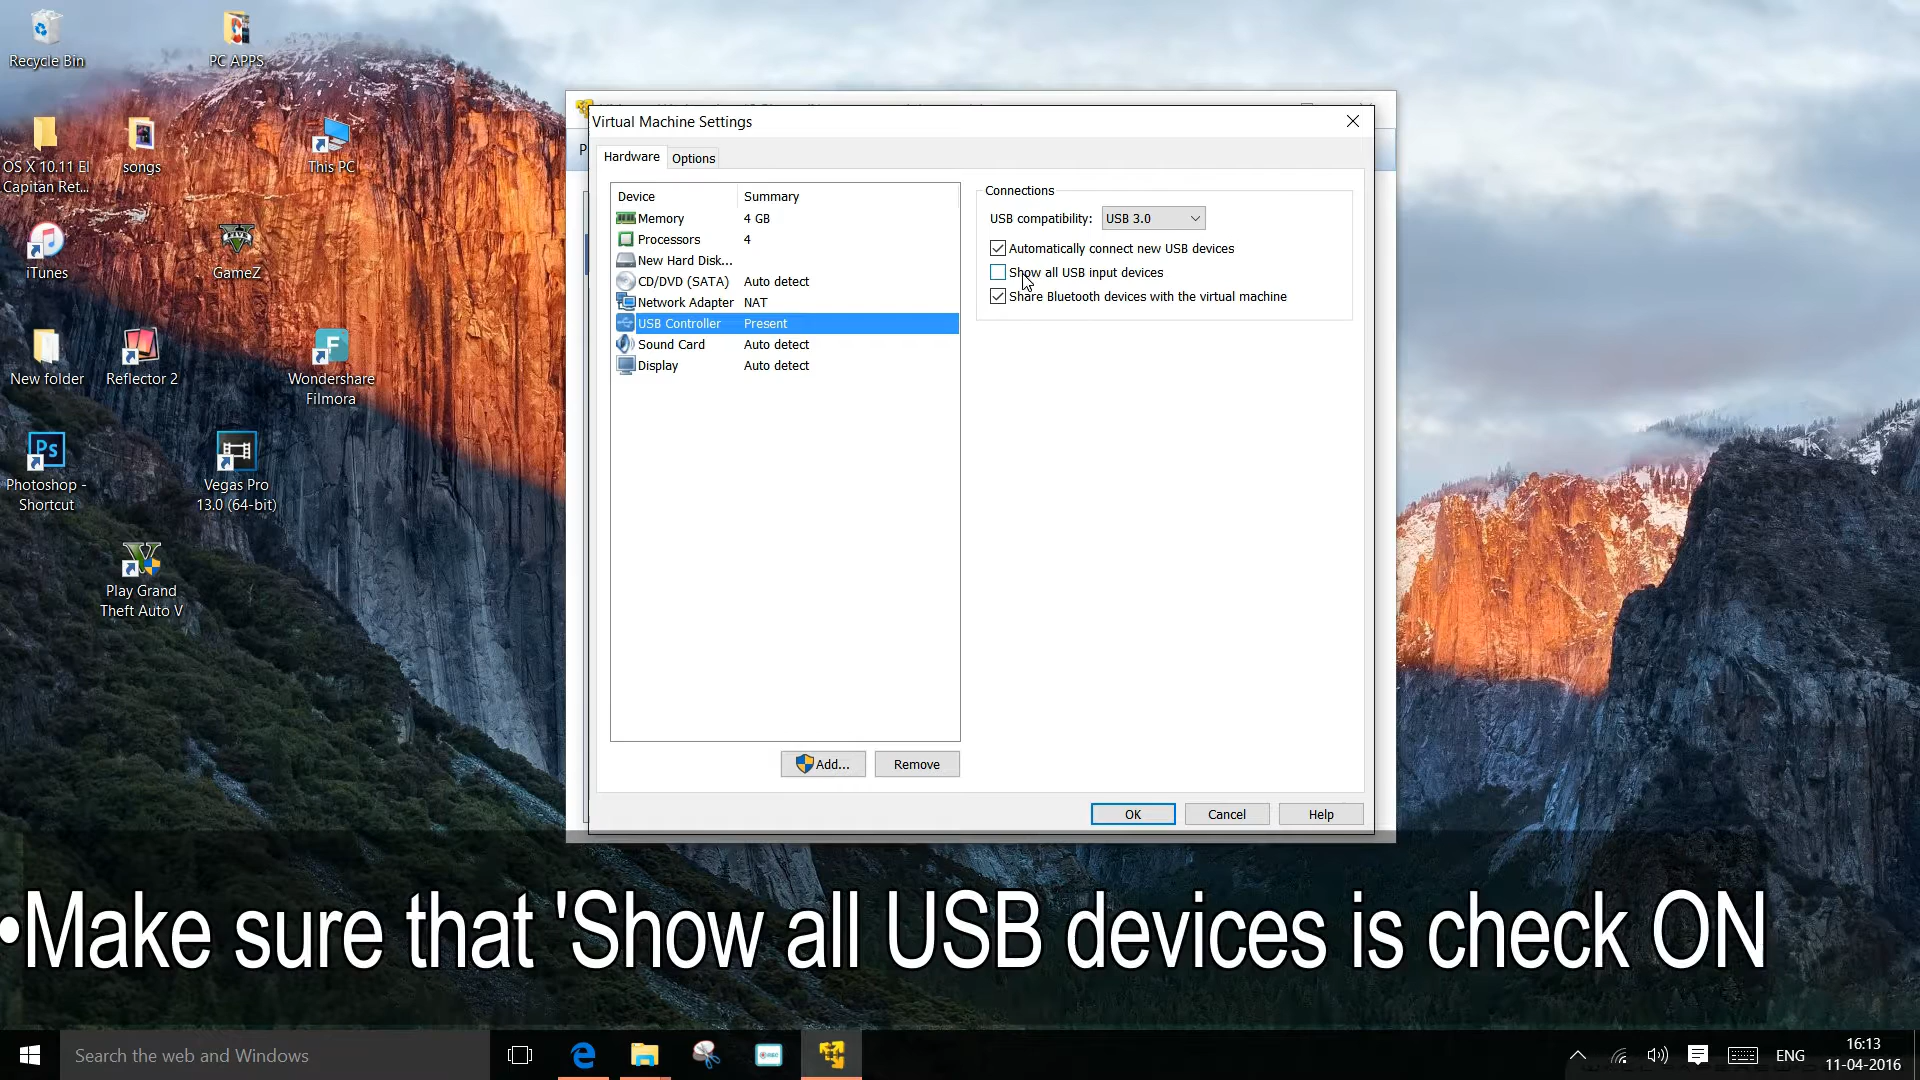 Recycle Bin
PC APPS
OS X 10.11 El
Capitan Ret...
songs
This PC
iTunes
GameZ
New folder
Reflector 2
Wondershare
Filmora
Ps
Photoshop -
Shortcut
Vegas Pro
13.0 (64-bit)
Play Grand
Theft Auto V
Virtual Machine Settings
Hardware
Options
Device Summary
Memory 4 GB
Processors 4
New Hard Disk...
CD/DVD (SATA) Auto detect
Network Adapter NAT
USB Controller Present
Sound Card Auto detect
Display Auto detect
Add...
Remove
Connections
USB compatibility: USB 3.0
Automatically connect new USB devices
Show all USB input devices
Share Bluetooth devices with the virtual machine
OK
Cancel
Help
•Make sure that 'Show all USB devices is check ON
Search the web and Windows
ENG
16:13
11-04-2016